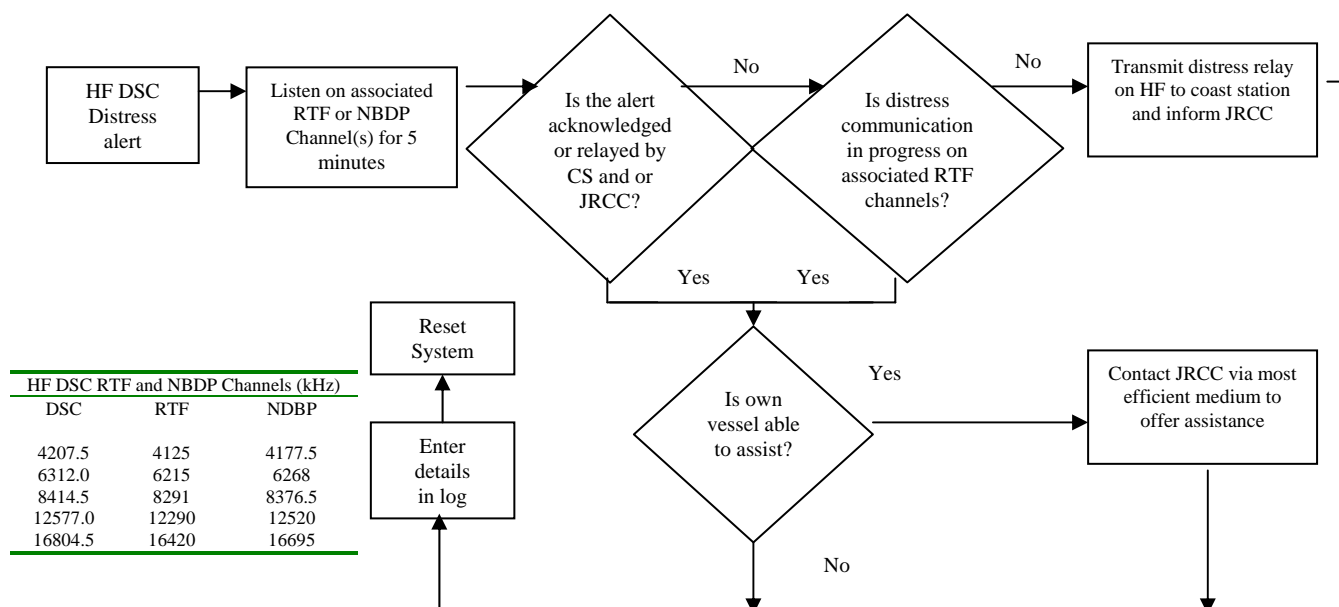 HF DSC
Distress
alert
Listen on associated
RTF or NBDP
Channel(s) for 5
minutes
Is the alert
acknowledged
or relayed by
CS and or
JRCC?
No
Is distress
communication
in progress on
associated RTF
channels?
No
Transmit distress relay
on HF to coast station
and inform JRCC
Yes
Yes
Reset
System
Is own
vessel able
to assist?
Yes
Contact JRCC via most
efficient medium to
offer assistance
No
Enter
details
in log
HF DSC RTF and NBDP Channels (kHz)
DSC RTF NDBP
4207.5 4125 4177.5
6312.0 6215 6268
8414.5 8291 8376.5
12577.0 12290 12520
16804.5 16420 16695